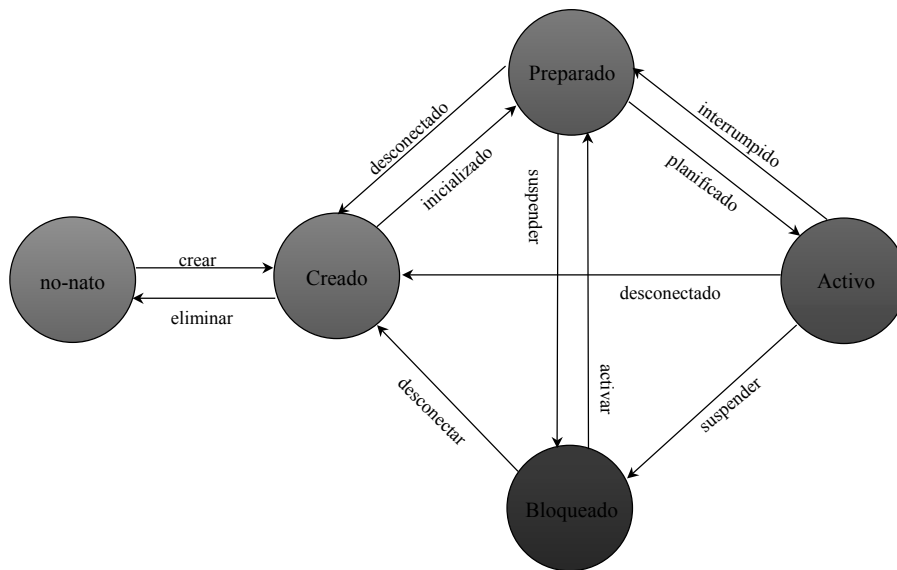 Preparado
desconectado
interrumpido
inicializado
planificado
suspender
no-nato
crear
Creado
Activo
desconectado
eliminar
activar
desconectar
suspender
Bloqueado